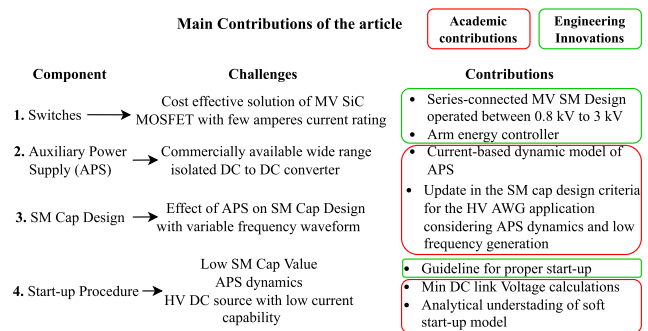 Main Contributions of the article
Academic
contributions
Engineering
Innovations
Component
Challenges
Contributions
1. Switches
Cost effective solution of MV SiC
MOSFET with few amperes current rating
• Series-connected MV SM Design
operated between 0.8 kV to 3 kV
• Arm energy controller
2. Auxiliary Power
Supply (APS)
Commercially available wide range
isolated DC to DC converter
• Current-based dynamic model of
APS
3. SM Cap Design
Effect of APS on SM Cap Design
with variable frequency waveform
• Update in the SM cap design criteria
for the HV AWG application
considering APS dynamics and low
frequency generation
4. Start-up Procedure
Low SM Cap Value
APS dynamics
HV DC source with low current
capability
• Guideline for proper start-up
• Min DC link Voltage calculations
• Analytical understading of soft
start-up model